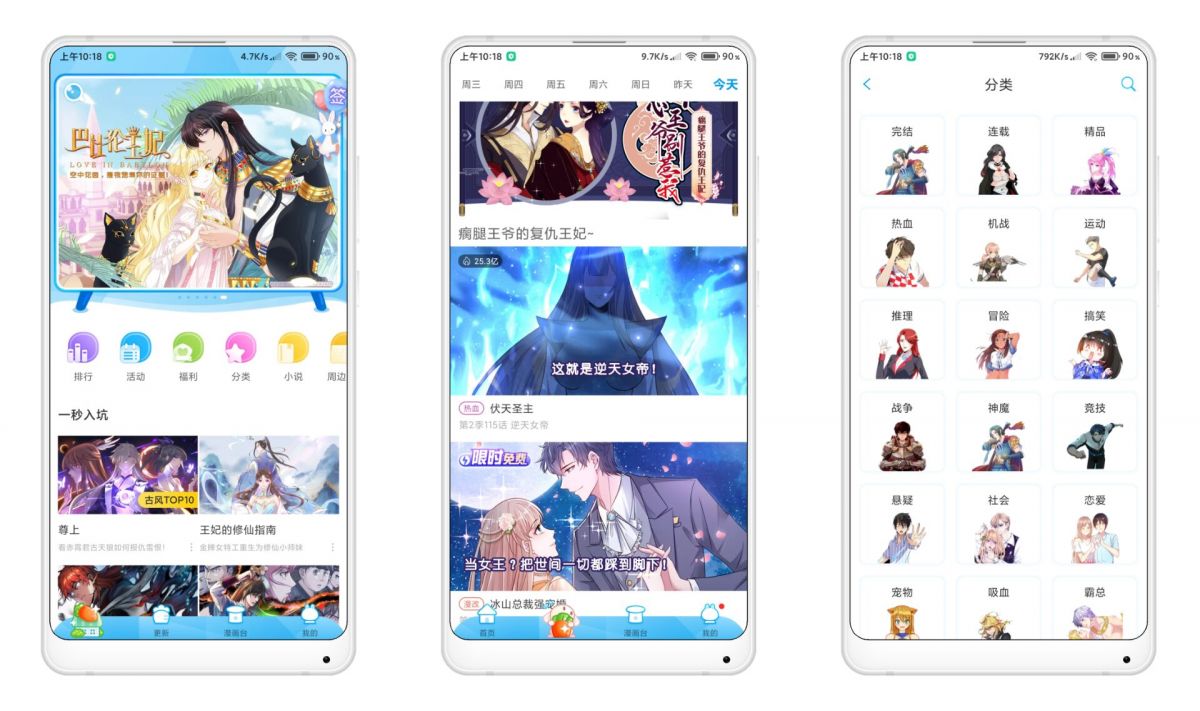 上午10:18
4.7K/s
90%
签
巴比伦王妃
LOVE IN BABYLON
排行
活动
福利
分类
小说
周边
一秒入坑
古风TOP10
尊上
王妃的修仙指南
看赤霄君古天狼如何报仇雪恨!
金牌女特工重生为修仙小师妹
更新
漫画台
我的
上午10:18
9.7K/s
90%
周三
周四
周五
周六
周日
昨天
今天
心王爷别惹我
瘸腿王爷的复仇王妃
瘸腿王爷的复仇王妃~
25.3亿
这就是逆天女帝!
热血
伏天圣主
第2季115话 逆天女帝
限时免费
当女王?把世间一切都踩到脚下!
漫改
冰山总裁强宠婚
首页
漫画台
我的
上午10:18
792K/s
90%
分类
完结
连载
精品
热血
机战
运动
推理
冒险
搞笑
战争
神魔
竞技
悬疑
社会
恋爱
宠物
吸血
霸总